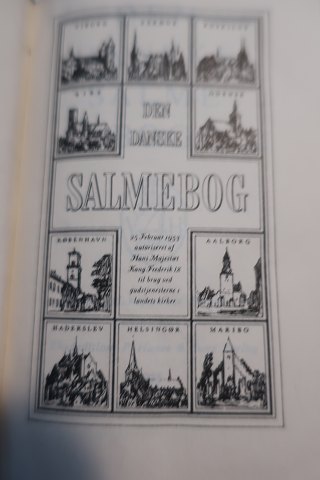 VIBORG AARHUS ROSKILDE
RIBE ODENSE
DEN
DANSKE
SALMEBOG
KØBENHAVN AALBORG
25 Februar 1953
autoriseret af
Hans Majestæt
Kong Frederik IX
til brug ved
gudstjenesterne i
landets kirker
HADERSLEV HELSINGØR MARIBO